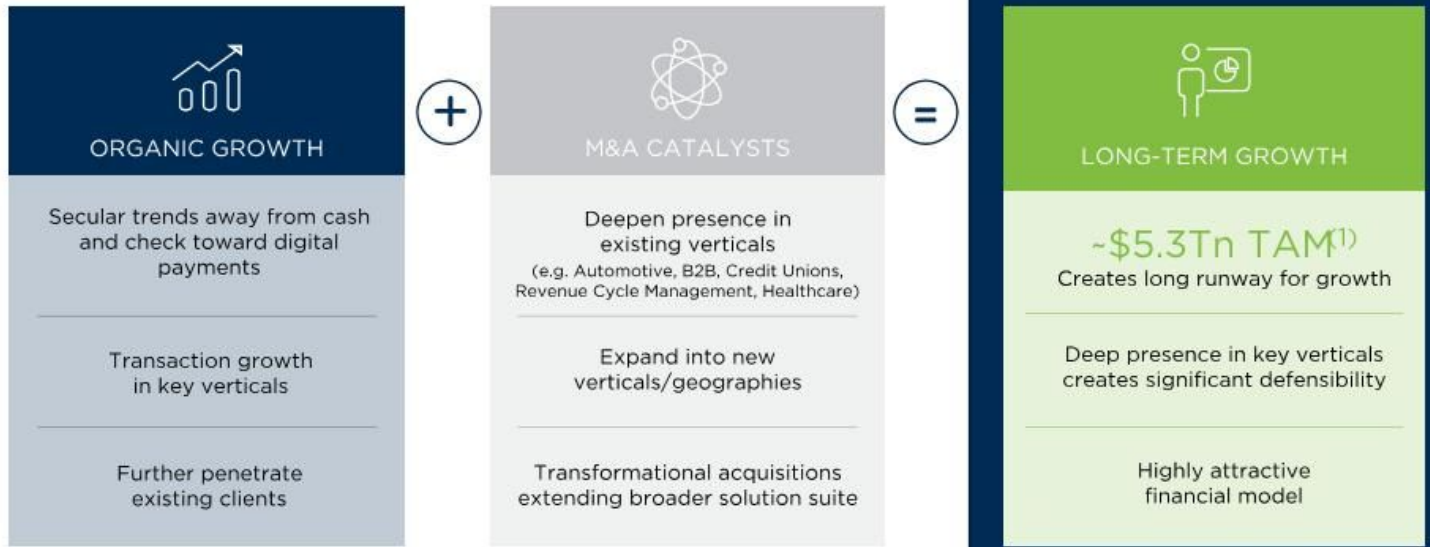 ORGANIC GROWTH
Secular trends away from cash
and check toward digital
payments
Transaction growth
in key verticals
Further penetrate
existing clients
+
M&A CATALYSTS
Deepen presence in
existing verticals
(e.g. Automotive, B2B, Credit Unions,
Revenue Cycle Management, Healthcare)
Expand into new
verticals/geographies
Transformational acquisitions
extending broader solution suite
=
LONG-TERM GROWTH
~$5.3Tn TAM(1)
Creates long runway for growth
Deep presence in key verticals
creates significant defensibility
Highly attractive
financial model